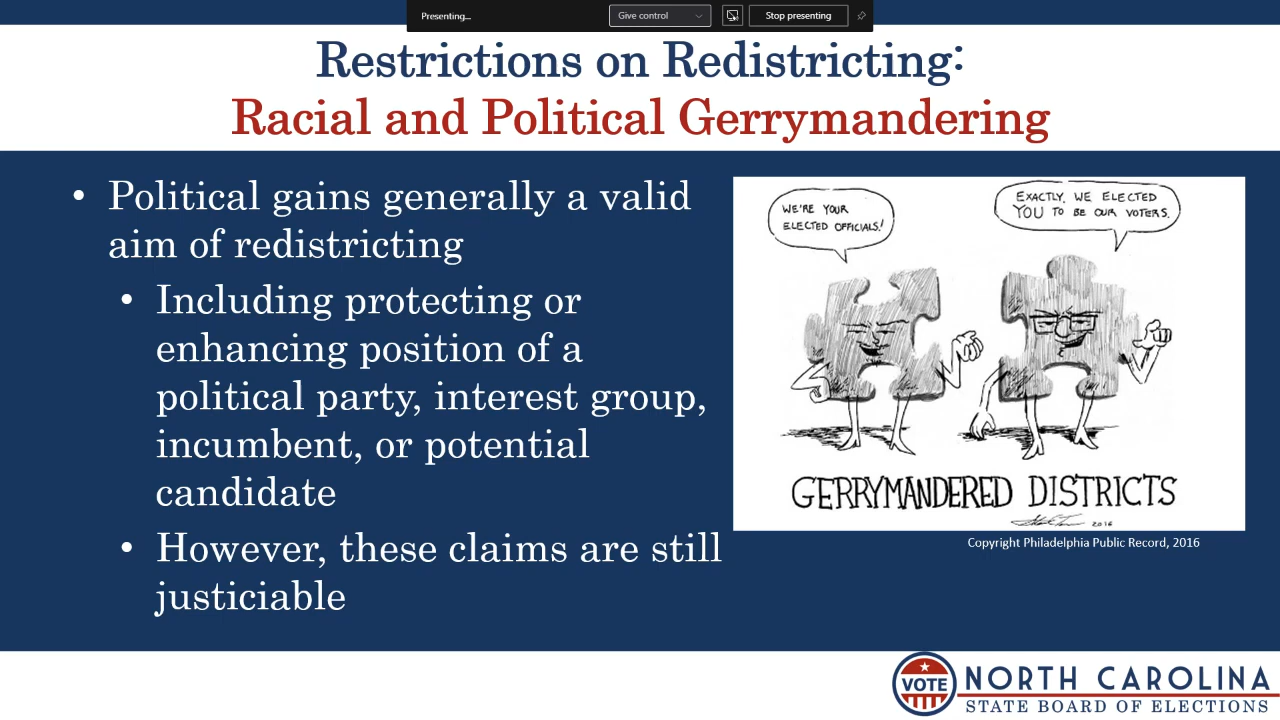 Presenting...
Give control
Stop presenting
Restrictions on Redistricting:
Racial and Political Gerrymandering
• Political gains generally a valid
aim of redistricting
• Including protecting or
enhancing position of a
political party, interest group,
incumbent, or potential
candidate
• However, these claims are still
justiciable
WE'RE YOUR
ELECTED OFFICIALS!
EXACTLY, WE ELECTED
YOU TO BE OUR VOTERS.
GERRYMANDERED DISTRICTS
2016
Copyright Philadelphia Public Record, 2016
VOTE
NORTH CAROLINA
STATE BOARD OF ELECTIONS